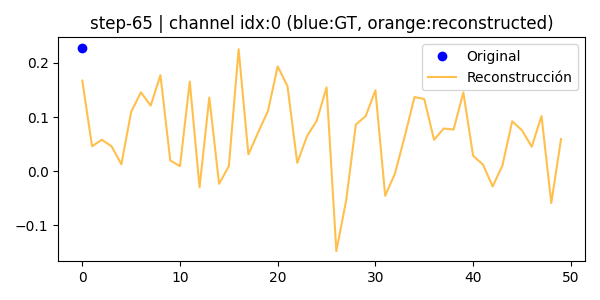 step-65 | channel idx:0 (blue:GT, orange:reconstructed)
Original
Reconstrucción
0.2
0.1
0.0
−0.1
0 10 20 30 40 50